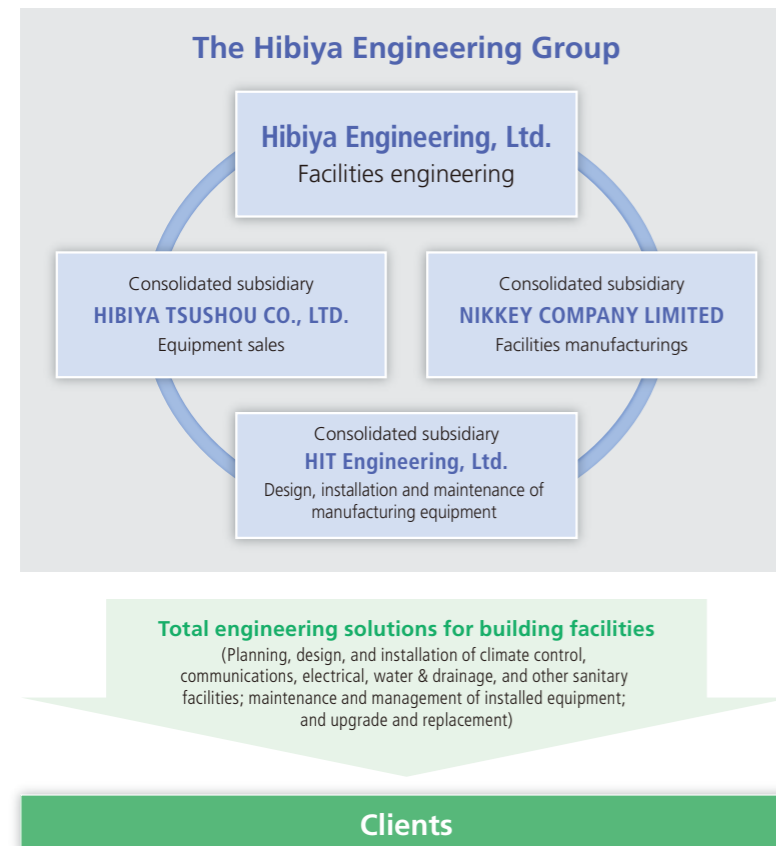 The Hibiya Engineering Group
Hibiya Engineering, Ltd.
Facilities engineering
Consolidated subsidiary
HIBIYA TSUSHOU CO., LTD.
Equipment sales
Consolidated subsidiary
NIKKEY COMPANY LIMITED
Facilities manufacturings
Consolidated subsidiary
HIT Engineering, Ltd.
Design, installation and maintenance of
manufacturing equipment
Total engineering solutions for building facilities
(Planning, design, and installation of climate control,
communications, electrical, water & drainage, and other sanitary
facilities; maintenance and management of installed equipment;
and upgrade and replacement)
Clients